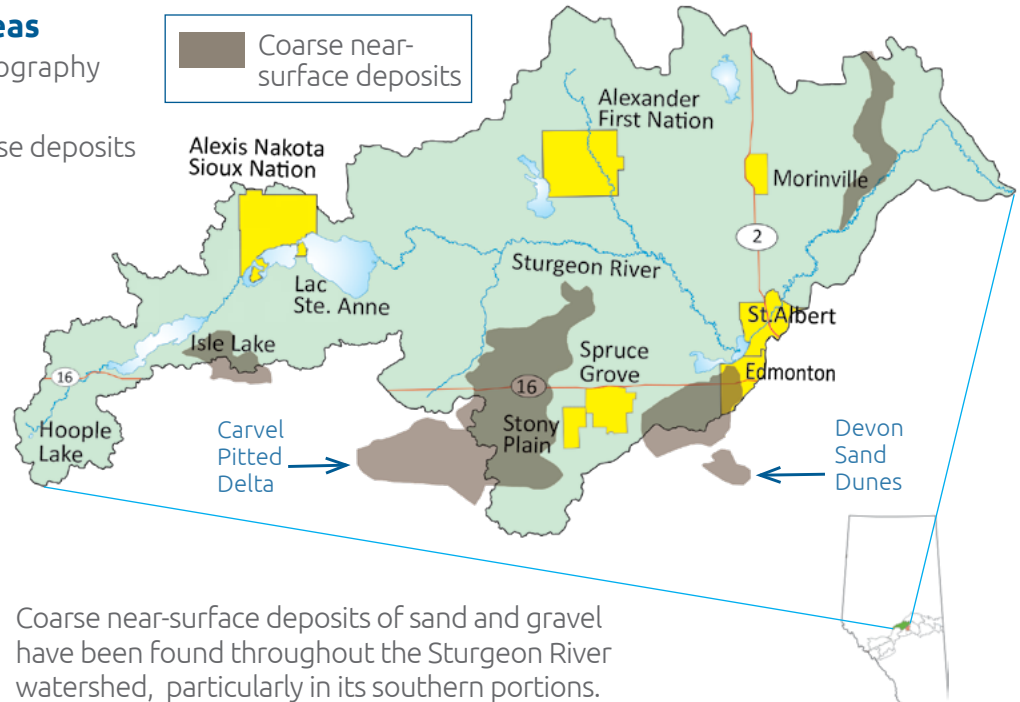 eas
ography
se deposits
Coarse near-
surface deposits
Alexander
First Nation
Alexis Nakota
Sioux Nation
Morinville
2
Sturgeon River
Lac
Ste. Anne
St.Albert
Isle Lake
Spruce
Grove
Edmonton
16
16
Hoople
Lake
Stony
Plain
Carvel
Pitted
Delta
Devon
Sand
Dunes
Coarse near-surface deposits of sand and gravel
have been found throughout the Sturgeon River
watershed, particularly in its southern portions.